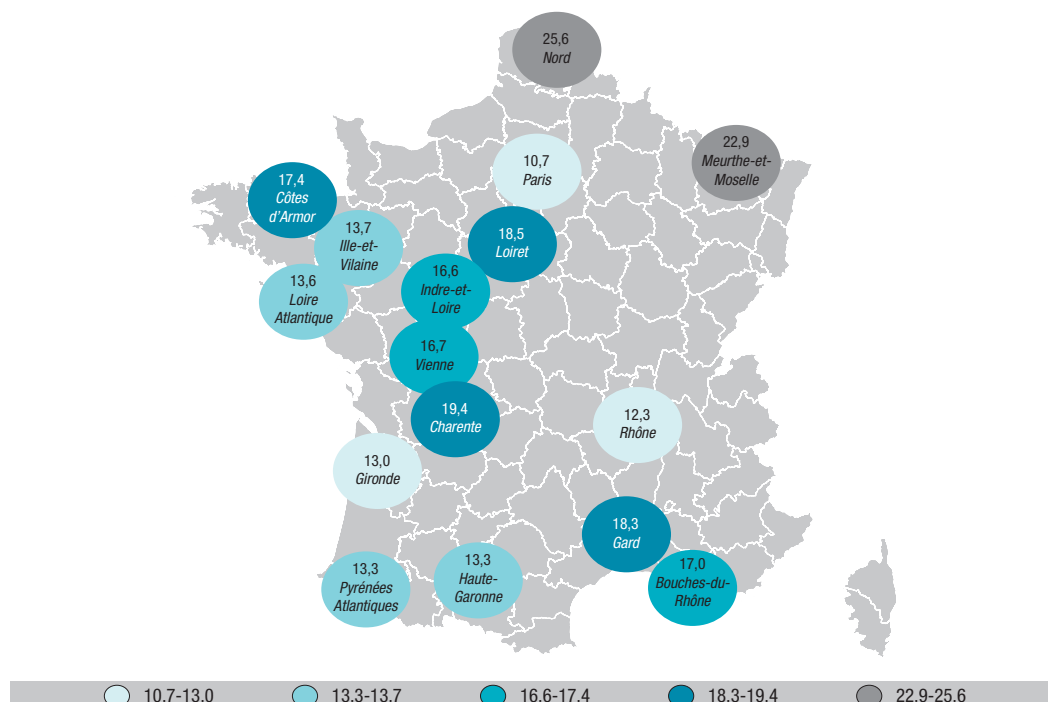 25,6
Nord
22,9
Meurthe-et-
Moselle
10,7
Paris
17,4
Côtes
d'Armor
13,7
Ille-et-
Vilaine
18,5
Loiret
16,6
Indre-et-
Loire
13,6
Loire
Atlantique
16,7
Vienne
19,4
Charente
12,3
Rhône
13,0
Gironde
18,3
Gard
13,3
Pyrénées
Atlantiques
13,3
Haute-
Garonne
17,0
Bouches-du-
Rhône
10.7-13.0 13.3-13.7 16.6-17.4 18.3-19.4 22.9-25.6